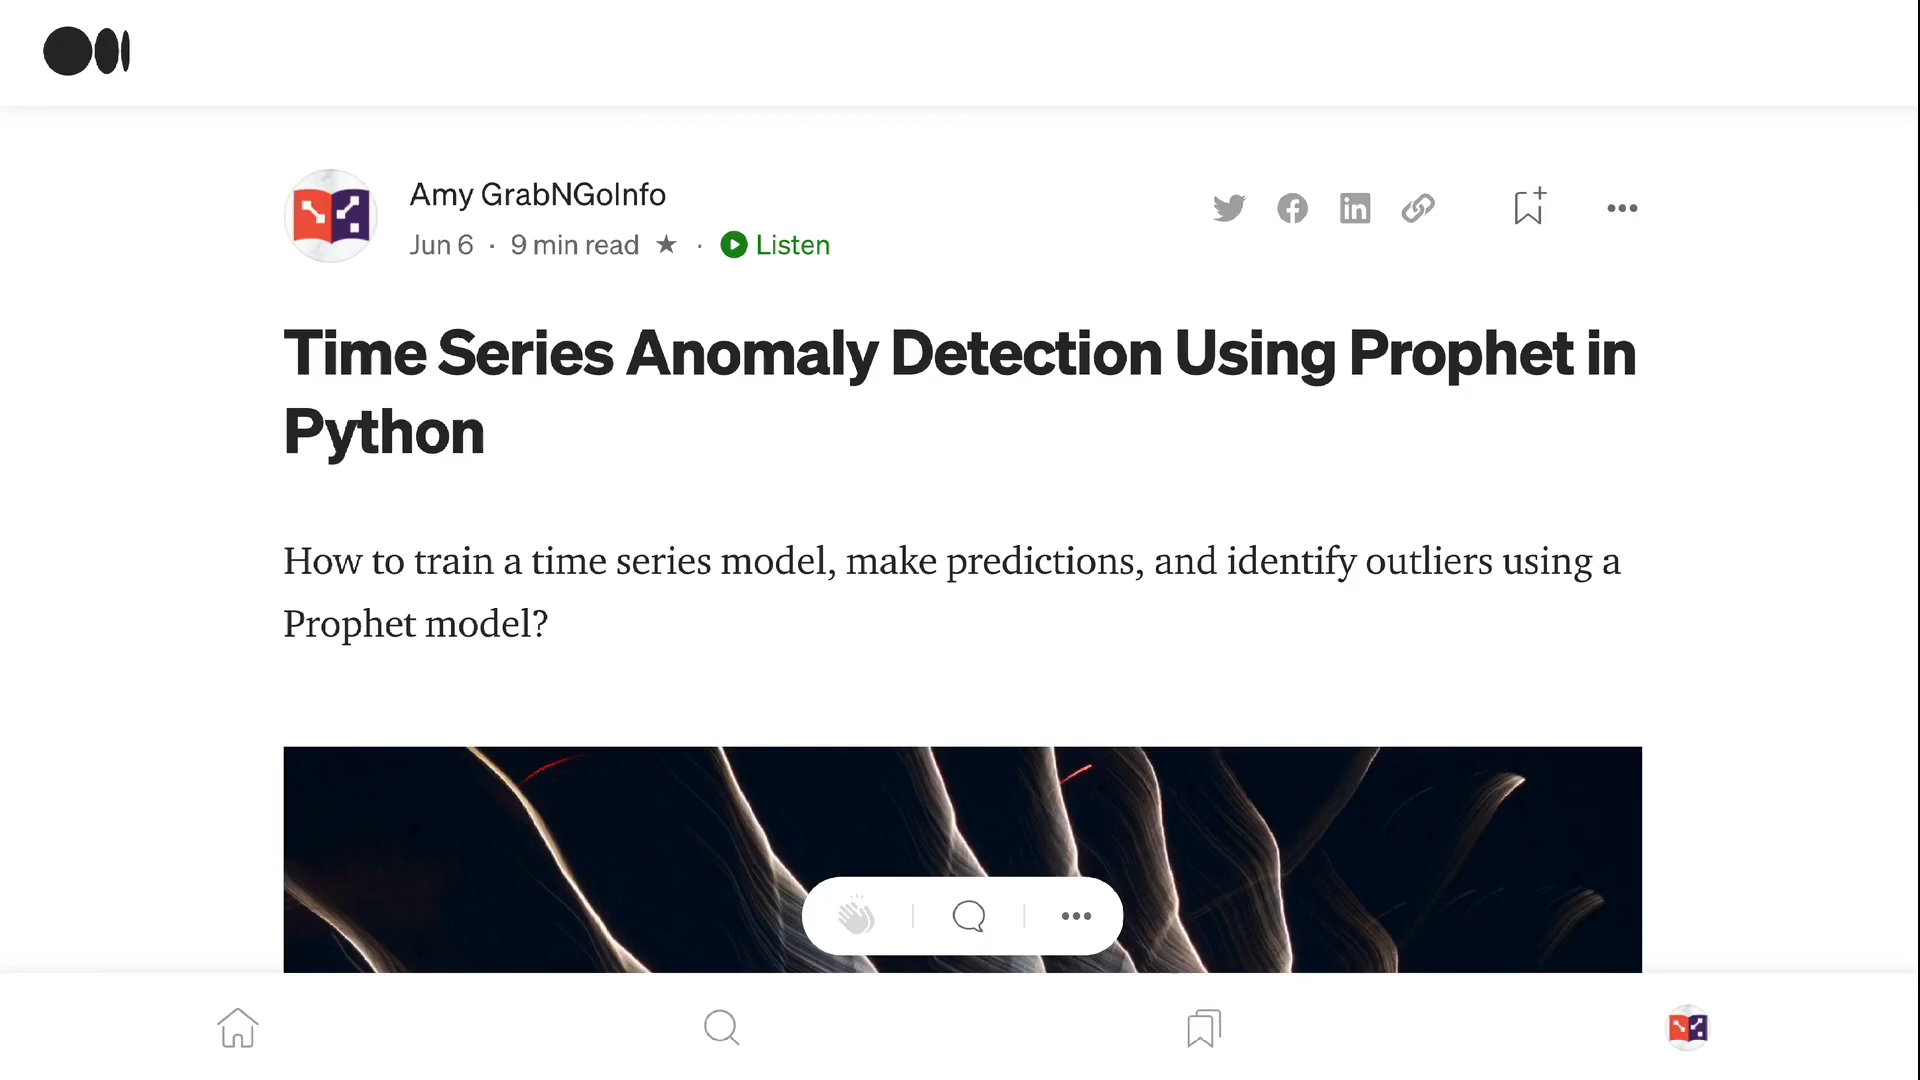 Amy GrabNGoInfo
Jun 6 · 9 min read ★ · Listen
Time Series Anomaly Detection Using Prophet in
Python
How to train a time series model, make predictions, and identify outliers using a
Prophet model?